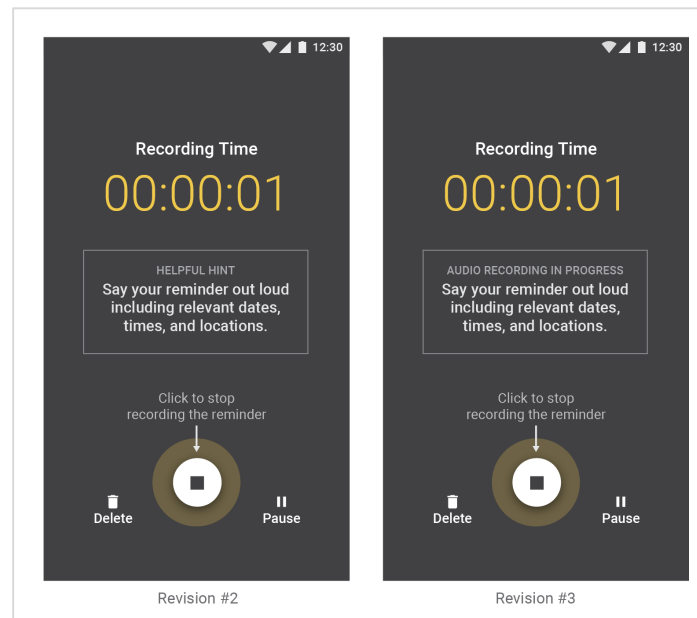 12:30
Recording Time
00:00:01
HELPFUL HINT
Say your reminder out loud
including relevant dates,
times, and locations.
Click to stop
recording the reminder
Delete
Pause
Revision #2
12:30
Recording Time
00:00:01
AUDIO RECORDING IN PROGRESS
Say your reminder out loud
including relevant dates,
times, and locations.
Click to stop
recording the reminder
Delete
Pause
Revision #3